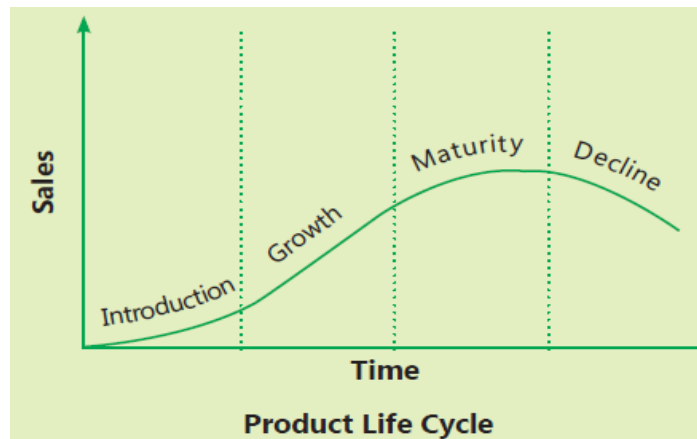 Sales
Introduction
Growth
Maturity
Decline
Time
Product Life Cycle